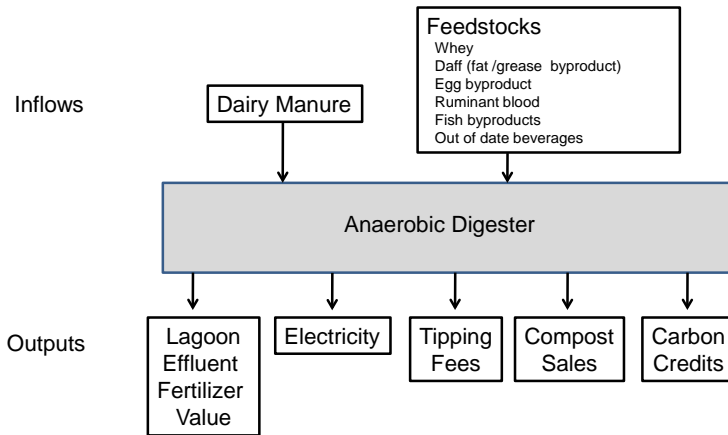 Feedstocks
Whey
Daff (fat /grease byproduct)
Egg byproduct
Ruminant blood
Fish byproducts
Out of date beverages
Inflows
Dairy Manure
Anaerobic Digester
Outputs
Lagoon
Effluent
Fertilizer
Value
Electricity
Tipping
Fees
Compost
Sales
Carbon
Credits